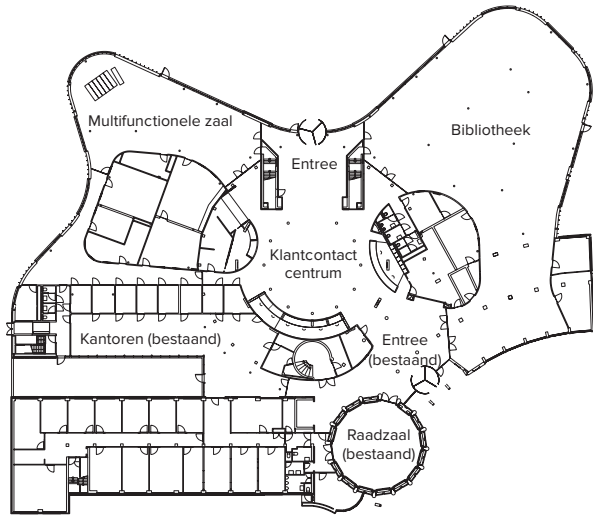 Multifunctionele zaal
Bibliotheek
Entree
Klantcontact
centrum
Kantoren (bestaand)
Entree
(bestaand)
Raadzaal
(bestaand)